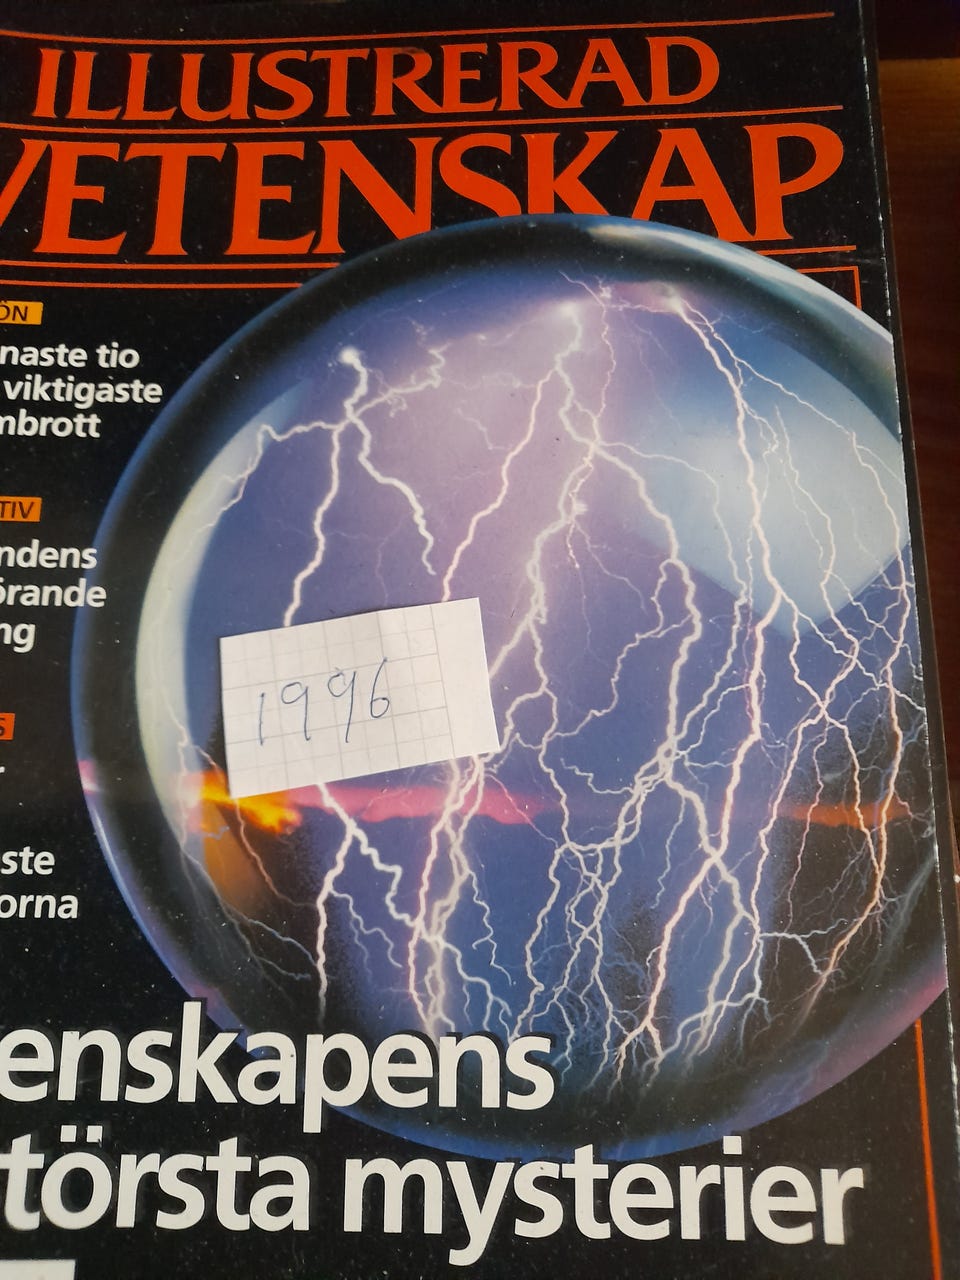 ILLUSTRERAD
VETENSKAP
ÖN
naste tio
viktigaste
mbrott
TIV
ndens
örande
ng
S
r
ste
orna
1996
enskapens
törsta mysterier